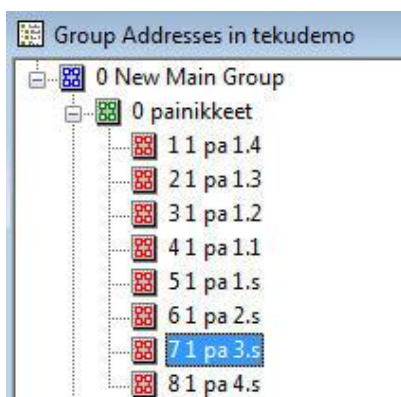 Group Addresses in tekudemo
0 New Main Group
0 painikkeet
1 1 pa 1.4
2 1 pa 1.3
3 1 pa 1.2
4 1 pa 1.1
5 1 pa 1.s
6 1 pa 2.s
7 1 pa 3.s
8 1 pa 4.s